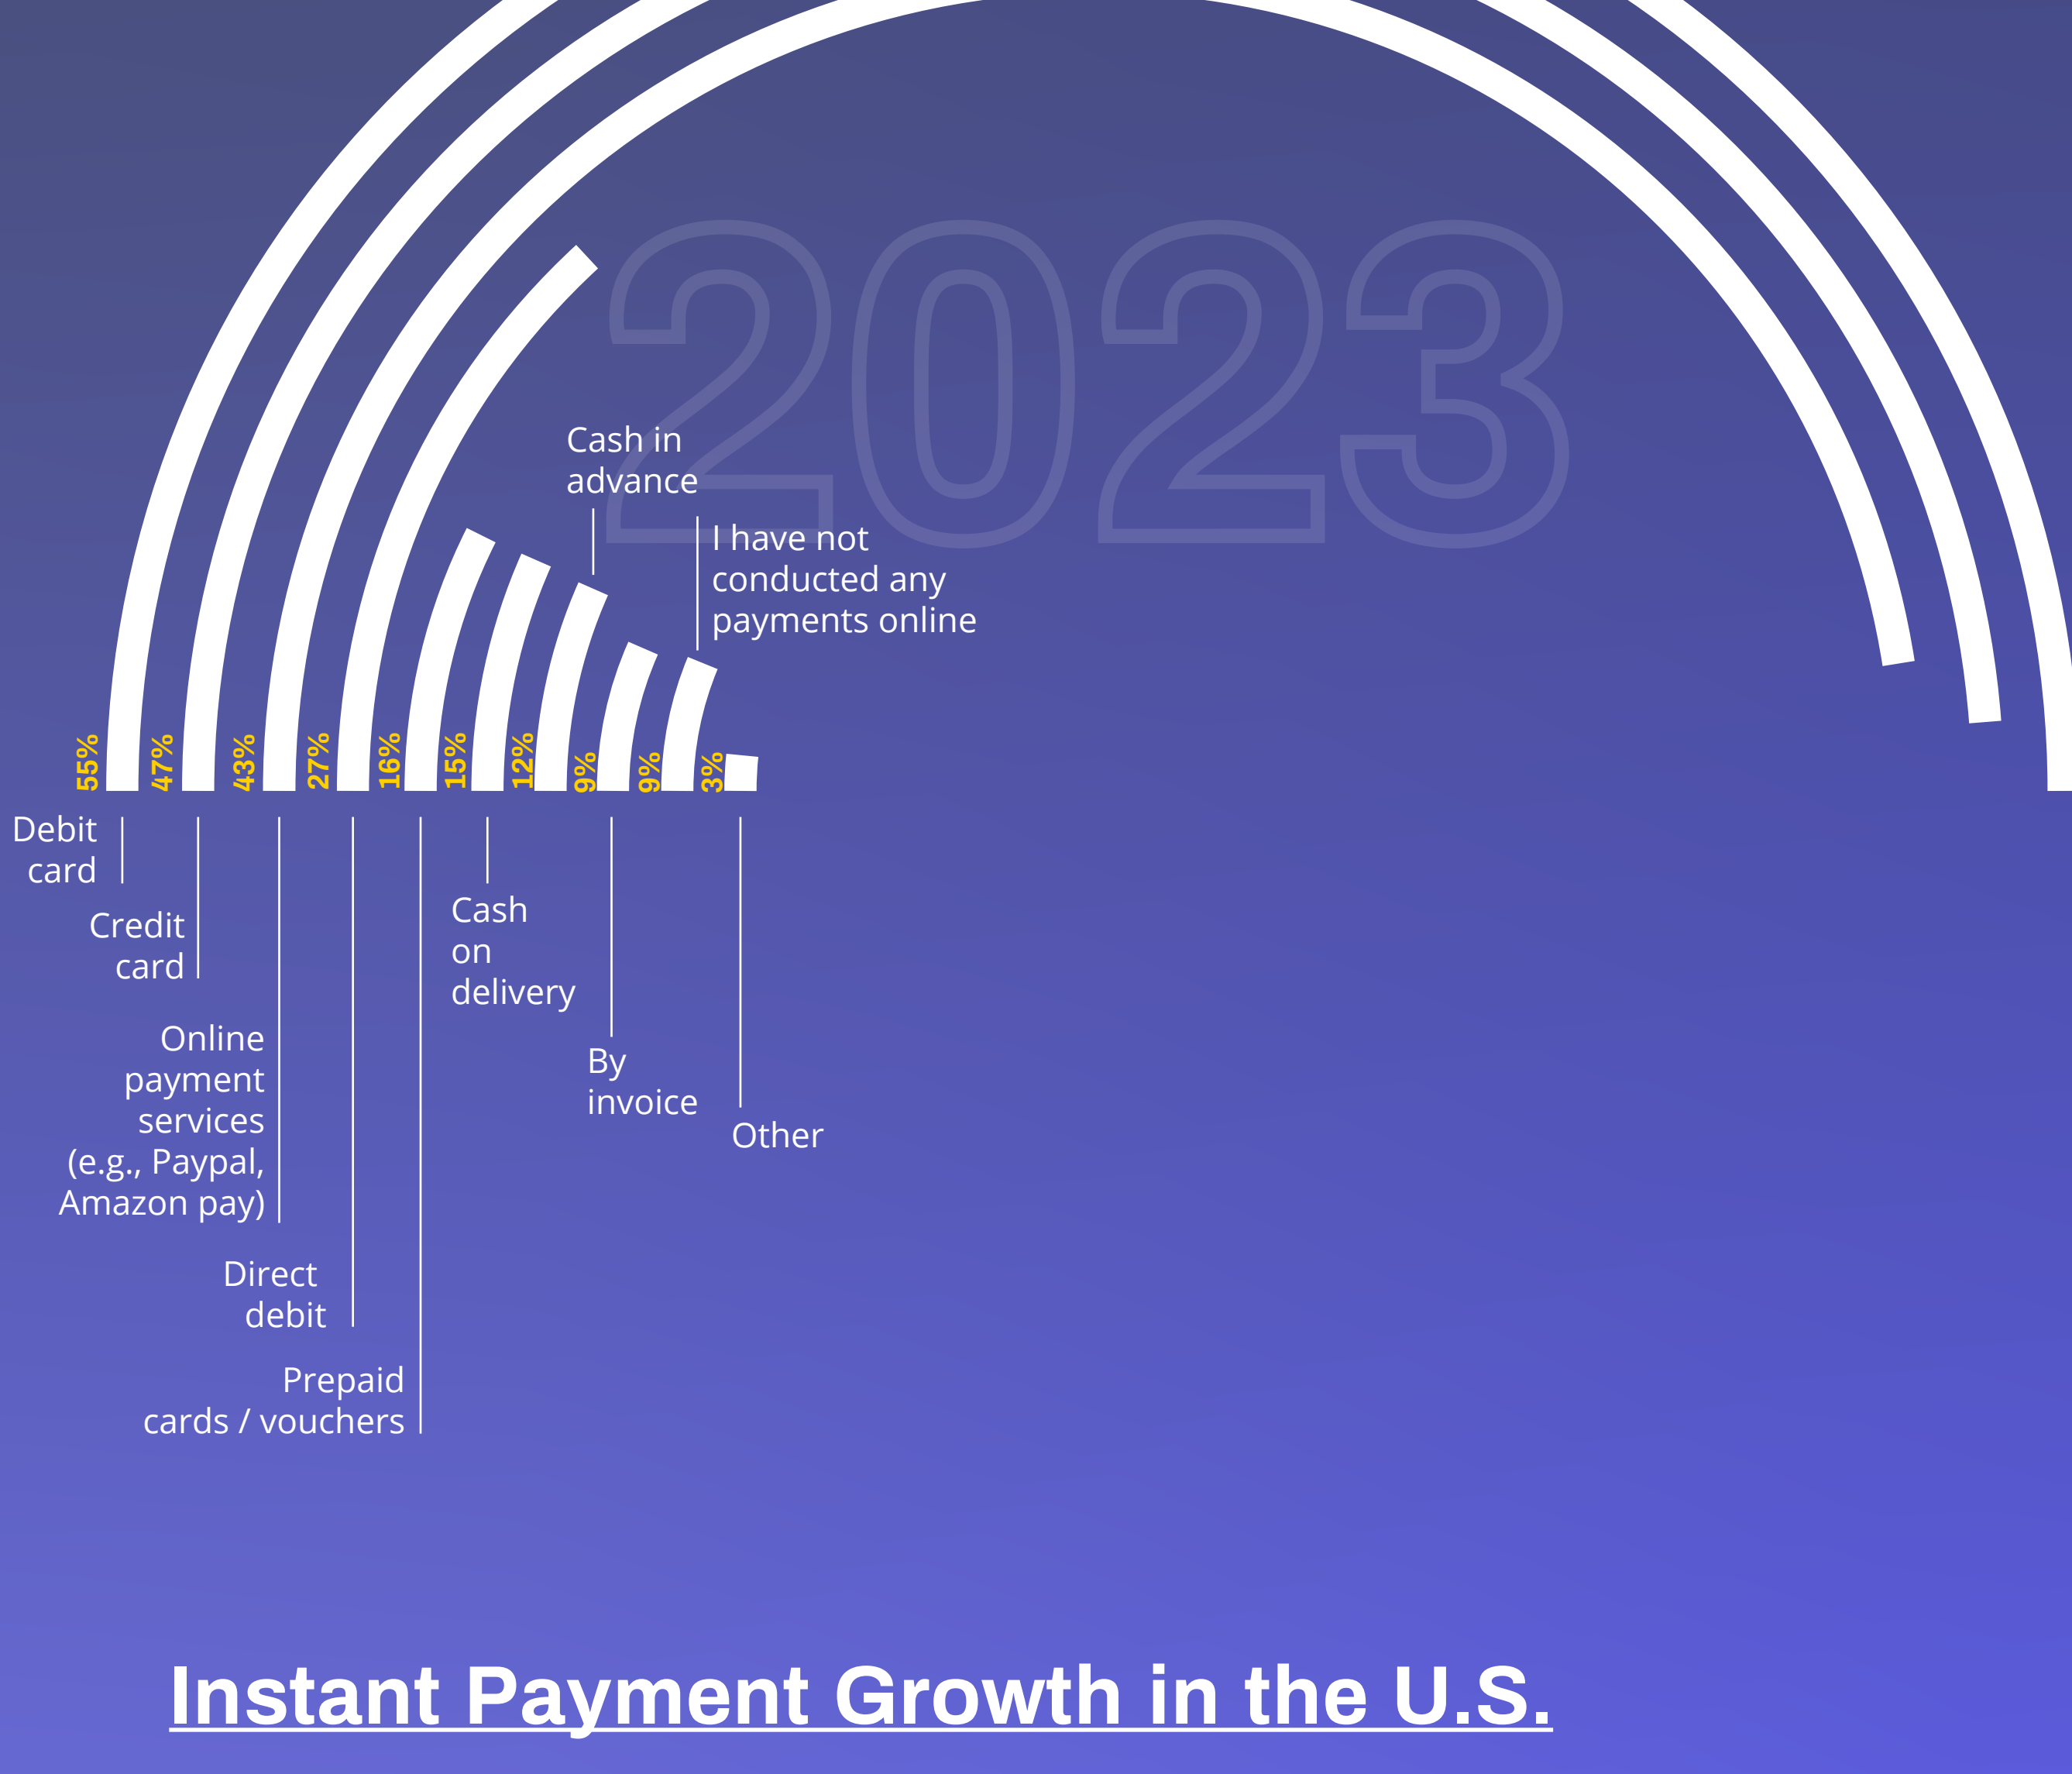 2023
Cash in
advance
I have not
conducted any
payments online
55%
47%
43%
27%
16%
15%
12%
9%
9%
3%
Debit
card
Credit
card
Online
payment
services
(e.g., Paypal,
Amazon pay)
Direct
debit
Prepaid
cards / vouchers
Cash
on
delivery
By
invoice
Other
Instant Payment Growth in the U.S.